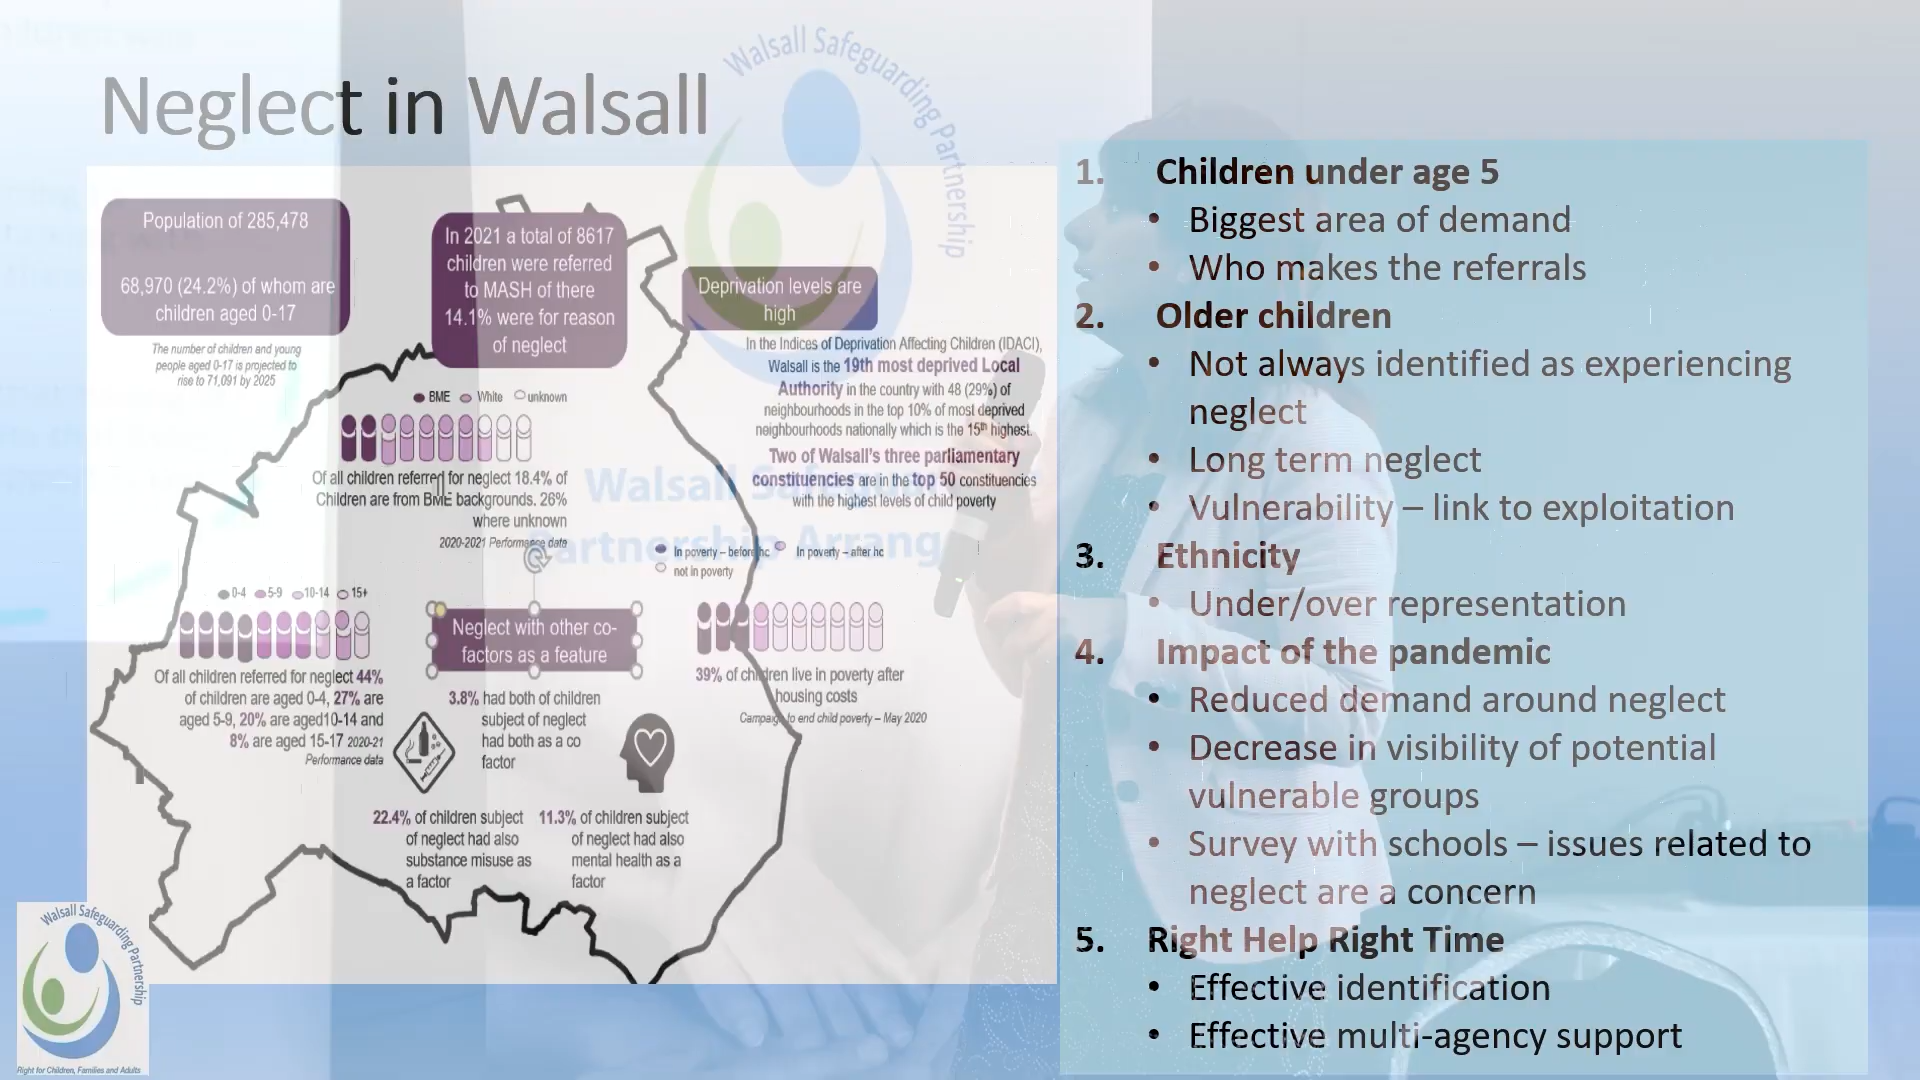 Neglect in Walsall
Walsall Safeguarding Partnership
Population of 285,478
68,970 (24.2%) of whom are
children aged 0-17
The number of children and young
people aged 0-17 is projected to
rise to 71,091 by 2025
In 2021 a total of 8617
children were referred
to MASH of there
14.1% were for reason
of neglect
Deprivation levels are
high
In the Indices of Deprivation Affecting Children (IDACI),
Walsall is the 19th most deprived Local
Authority in the country with 48 (29%) of
neighbourhoods in the top 10% of most deprived
neighbourhoods nationally which is the 15th highest.
Two of Walsall's three parliamentary
constituencies are in the top 50 constituencies
with the highest levels of child poverty
BME White unknown
Of all children referred for neglect 18.4% of
Children are from BME backgrounds. 26%
where unknown
2020-2021 Performance data
Walsall Safe
Partnership Arrang
In poverty – before hc In poverty – after hc
not in poverty
39% of children live in poverty after
housing costs
Campaign to end child poverty – May 2020
0-4 5-9 10-14 15+
Of all children referred for neglect 44%
of children are aged 0-4, 27% are
aged 5-9, 20% are aged10-14 and
8% are aged 15-17 2020-21
Performance data
Neglect with other co-
factors as a feature
3.8% had both of children
subject of neglect
had both as a co
factor
22.4% of children subject
of neglect had also
substance misuse as
a factor
11.3% of children subject
of neglect had also
mental health as a
factor
1. Children under age 5
• Biggest area of demand
• Who makes the referrals
2. Older children
• Not always identified as experiencing
neglect
• Long term neglect
• Vulnerability – link to exploitation
3. Ethnicity
• Under/over representation
4. Impact of the pandemic
• Reduced demand around neglect
• Decrease in visibility of potential
vulnerable groups
• Survey with schools – issues related to
neglect are a concern
5. Right Help Right Time
• Effective identification
• Effective multi-agency support
Walsall Safeguarding Partnership
Right for Children, Families and Adults